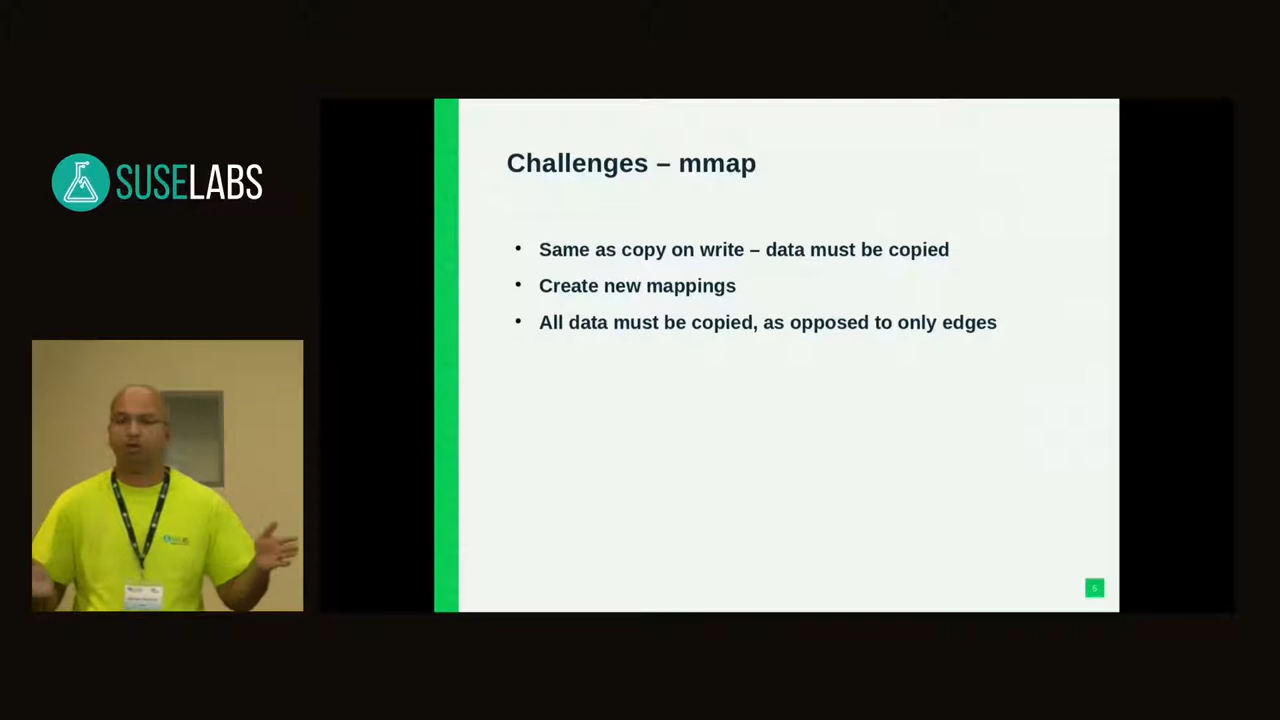 SUSELABS
Challenges – mmap
• Same as copy on write – data must be copied
• Create new mappings
• All data must be copied, as opposed to only edges